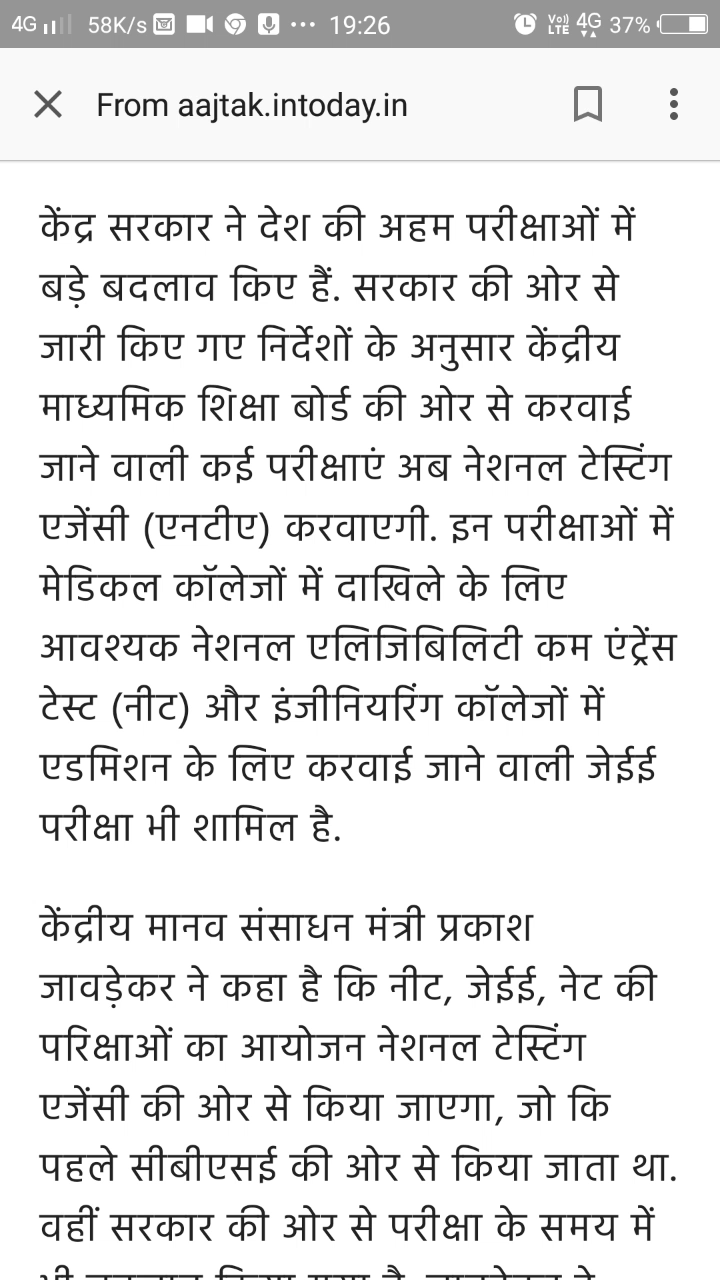 4G 58K/s ... 19:26 Vo)) LTE 4G 37%
From aajtak.intoday.in
केंद्र सरकार ने देश की अहम परीक्षाओं में
बड़े बदलाव किए हैं. सरकार की ओर से
जारी किए गए निर्देशों के अनुसार केंद्रीय
माध्यमिक शिक्षा बोर्ड की ओर से करवाई
जाने वाली कई परीक्षाएं अब नेशनल टेस्टिंग
एजेंसी (एनटीए) करवाएगी. इन परीक्षाओं में
मेडिकल कॉलेजों में दाखिले के लिए
आवश्यक नेशनल एलिजिबिलिटी कम एंट्रेंस
टेस्ट (नीट) और इंजीनियरिंग कॉलेजों में
एडमिशन के लिए करवाई जाने वाली जेईई
परीक्षा भी शामिल है.
केंद्रीय मानव संसाधन मंत्री प्रकाश
जावड़ेकर ने कहा है कि नीट, जेईई, नेट की
परिक्षाओं का आयोजन नेशनल टेस्टिंग
एजेंसी की ओर से किया जाएगा, जो कि
पहले सीबीएसई की ओर से किया जाता था.
वहीं सरकार की ओर से परीक्षा के समय में